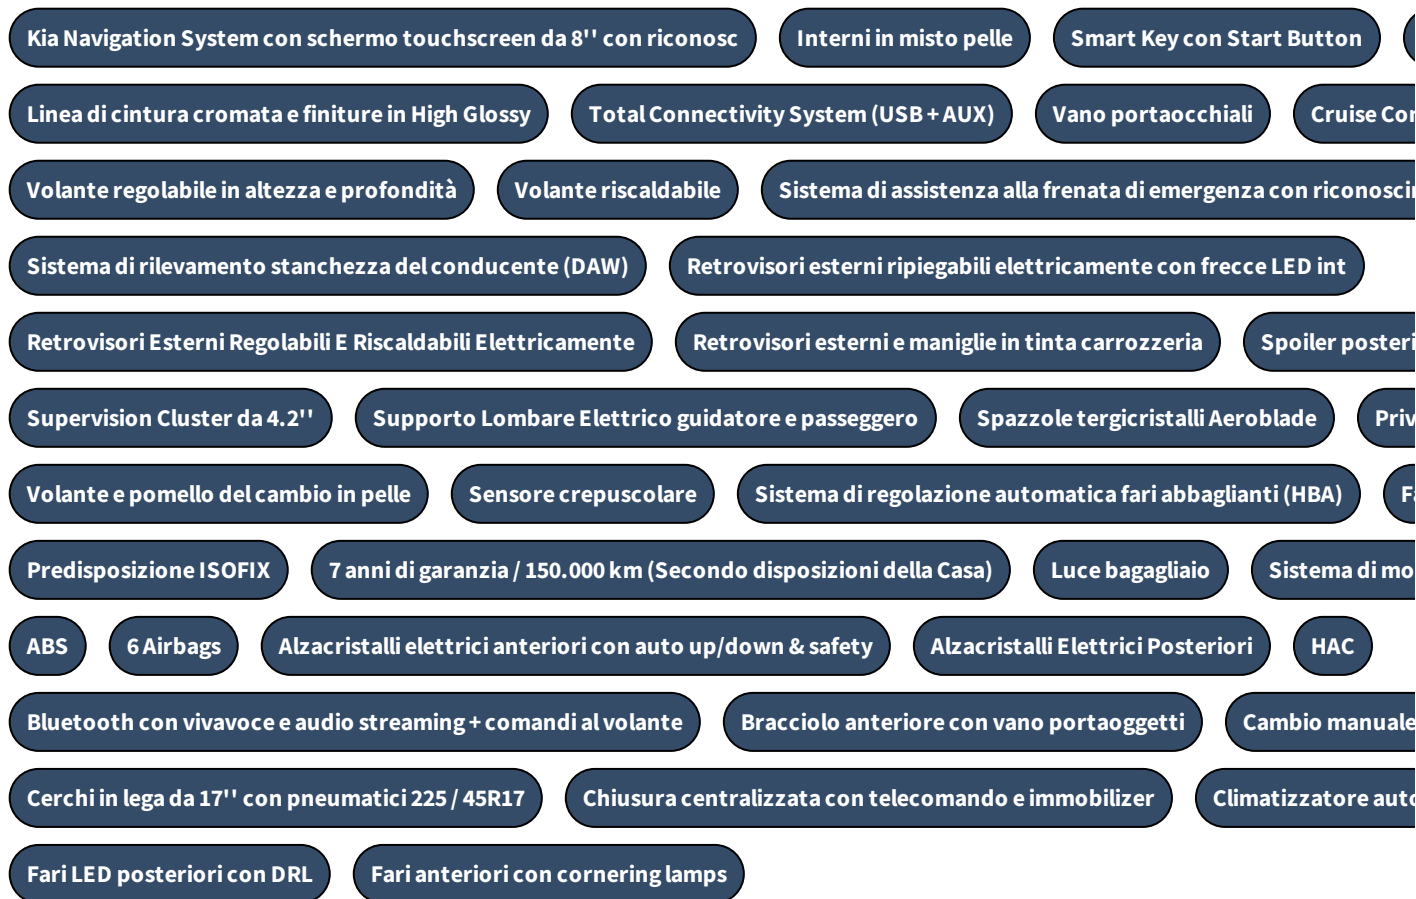 Kia Navigation System con schermo touchscreen da 8'' con riconosc Interni in misto pelle Smart Key con Start Button
Linea di cintura cromata e finiture in High Glossy Total Connectivity System (USB + AUX) Vano portaocchiali Cruise
Volante regolabile in altezza e profondità Volante riscaldabile Sistema di assistenza alla frenata di emergenza con
Sistema di rilevamento stanchezza del conducente (DAW) Retrovisori esterni ripiegabili elettricamente con frecce LED int
Retrovisori Esterni Regolabili E Riscaldabili Elettricamente Retrovisori esterni e maniglie in tinta carrozzeria Spoiler
Supervision Cluster da 4.2'' Supporto Lombare Elettrico guidatore e passeggero Spazzole tergicristalli Aeroblade
Volante e pomello del cambio in pelle Sensore crepuscolare Sistema di regolazione automatica fari abbaglianti (HBA)
Predisposizione ISOFIX 7 anni di garanzia / 150.000 km (Secondo disposizioni della Casa) Luce bagagliaio Sistema di
ABS 6 Airbags Alzacristalli elettrici anteriori con auto up/down & safety Alzacristalli Elettrici Posteriori HAC
Bluetooth con vivavoce e audio streaming + comandi al volante Bracciolo anteriore con vano portaoggetti Cambio manuale
Cerchi in lega da 17'' con pneumatici 225 / 45R17 Chiusura centralizzata con telecomando e immobilizer Climatizzatore
Fari LED posteriori con DRL Fari anteriori con cornering lamps